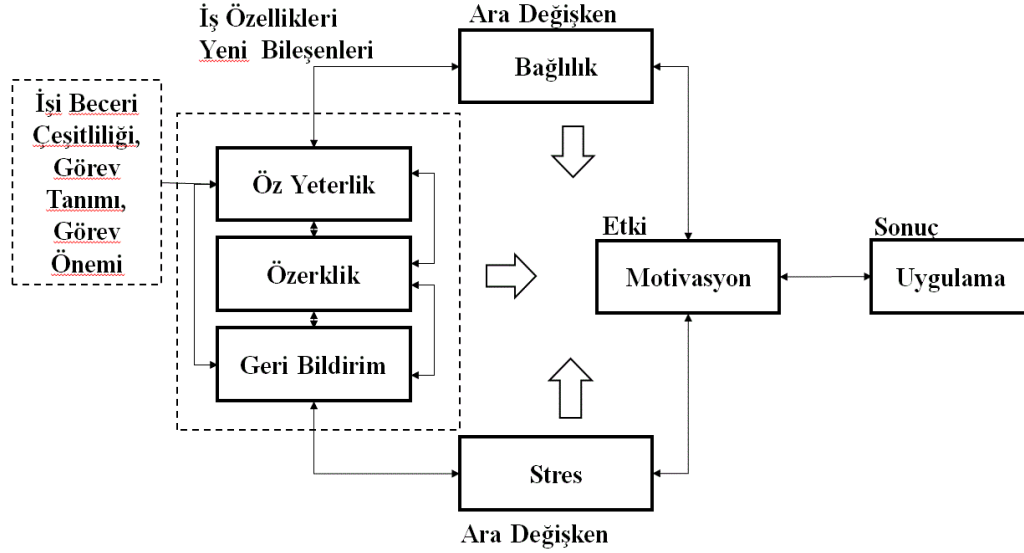 İş Özellikleri
Yeni Bileşenleri
Ara Değişken
Bağlılık
İşi Beceri
Çeşitliliği,
Görev
Tanımı,
Görev
Önemi
Öz Yeterlik
Özerklik
Geri Bildirim
Etki
Motivasyon
Sonuç
Uygulama
Stres
Ara Değişken